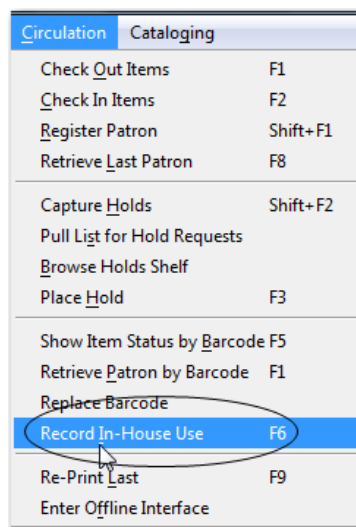 Circulation Cataloging
Check Out Items F1
Check In Items F2
Register Patron Shift+F1
Retrieve Last Patron F8
Capture Holds Shift+F2
Pull List for Hold Requests
Browse Holds Shelf
Place Hold F3
Show Item Status by Barcode F5
Retrieve Patron by Barcode F1
Replace Barcode
Record In-House Use F6
Re-Print Last F9
Enter Offline Interface